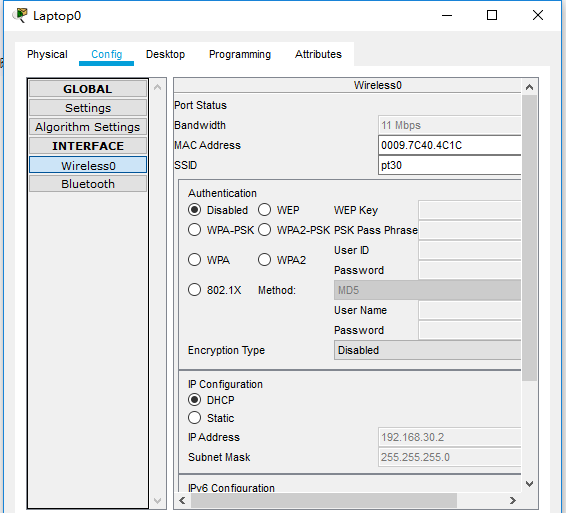 Laptop0
Physical Config Desktop Programming Attributes
GLOBAL
Settings
Algorithm Settings
INTERFACE
Wireless0
Bluetooth
Wireless0
Port Status
Bandwidth 11 Mbps
MAC Address 0009.7C40.4C1C
SSID pt30
Authentication
Disabled WEP WEP Key
WPA-PSK WPA2-PSK PSK Pass Phrase
User ID
WPA WPA2
Password
802.1X Method: MD5
User Name
Password
Encryption Type Disabled
IP Configuration
DHCP
Static
IP Address 192.168.30.2
Subnet Mask 255.255.255.0
IPv6 Configuration